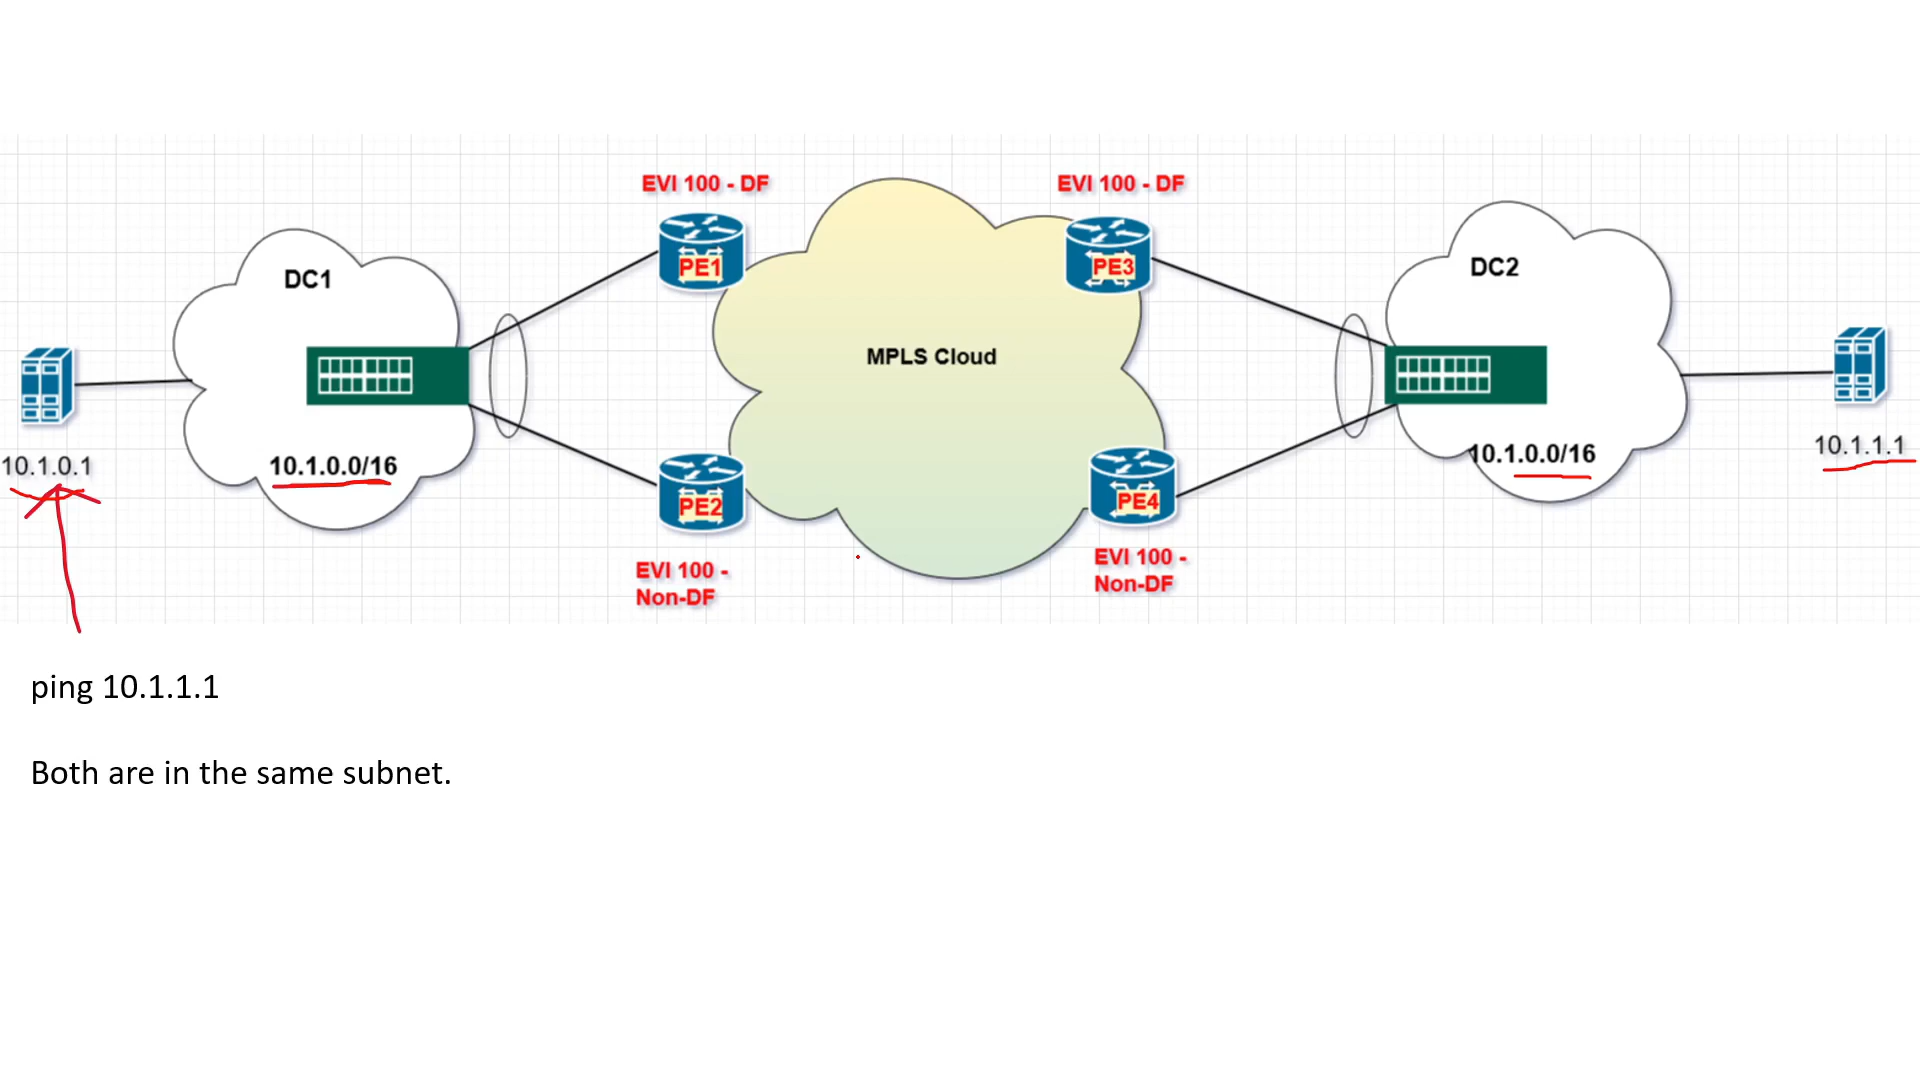 EVI 100 - DF
EVI 100 - DF
PE1
PE3
DC1
DC2
MPLS Cloud
10.1.0.1
10.1.0.0/16
10.1.0.0/16
10.1.1.1
PE2
PE4
EVI 100 -
Non-DF
EVI 100 -
Non-DF
ping 10.1.1.1
Both are in the same subnet.